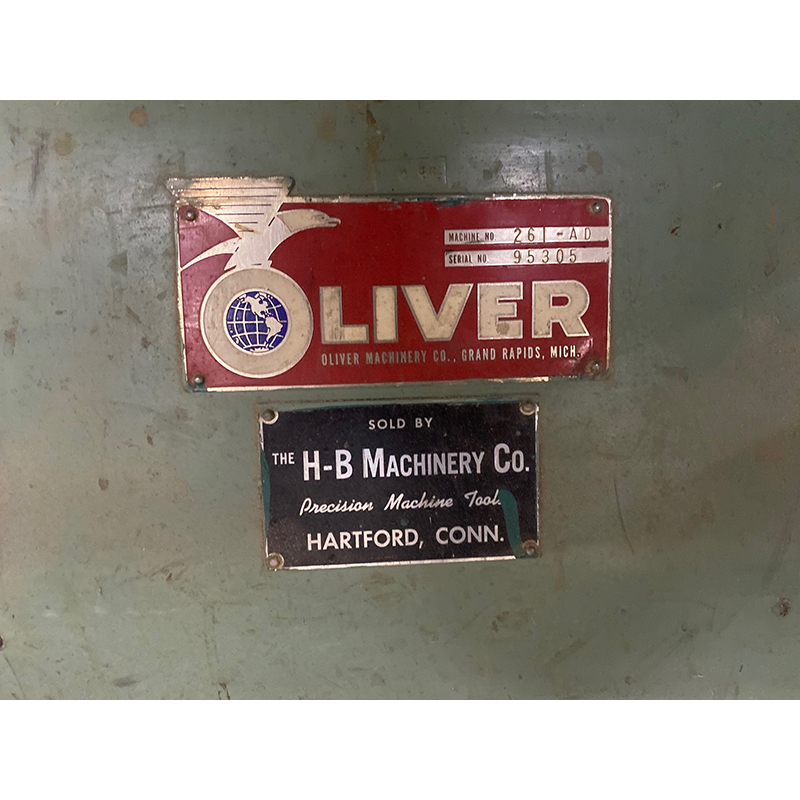 MACHINE NO 261-AD
SERIAL NO. 95305
OLIVER
OLIVER MACHINERY CO., GRAND RAPIDS, MICH.
SOLD BY
THE H-B MACHINERY CO.
Precision Machine Tool
HARTFORD, CONN.